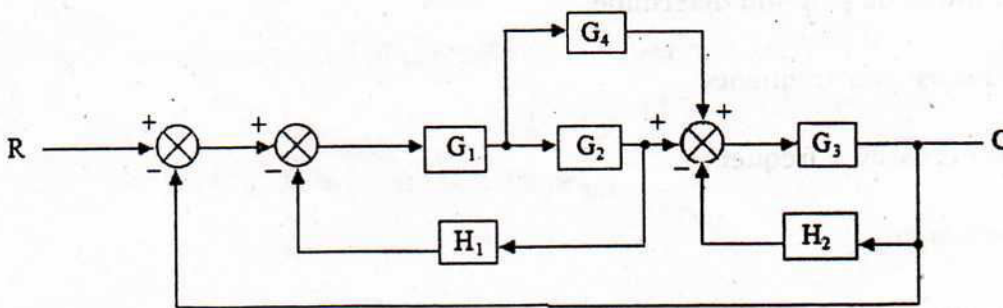 G₄
R + − + − G₁ G₂ + + − G₃ C
H₁ H₂